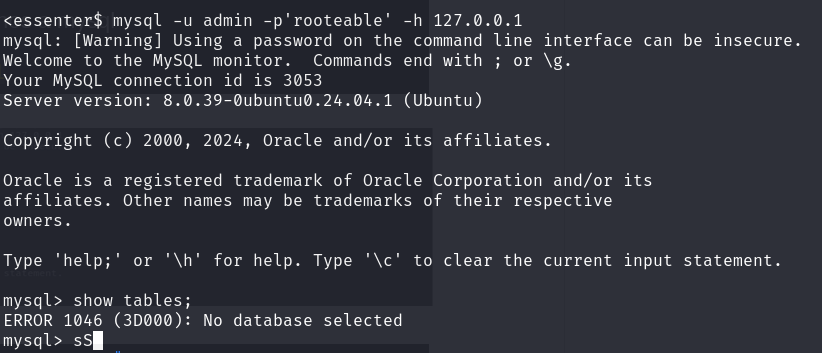 <essenter$ mysql -u admin -p'rooteable' -h 127.0.0.1
mysql: [Warning] Using a password on the command line interface can be insecure.
Welcome to the MySQL monitor.  Commands end with ; or \g.
Your MySQL connection id is 3053
Server version: 8.0.39-0ubuntu0.24.04.1 (Ubuntu)
Copyright (c) 2000, 2024, Oracle and/or its affiliates.
Oracle is a registered trademark of Oracle Corporation and/or its
affiliates. Other names may be trademarks of their respective
owners.
Type 'help;' or '\h' for help. Type '\c' to clear the current input statement.
mysql> show tables;
ERROR 1046 (3D000): No database selected
mysql> sS